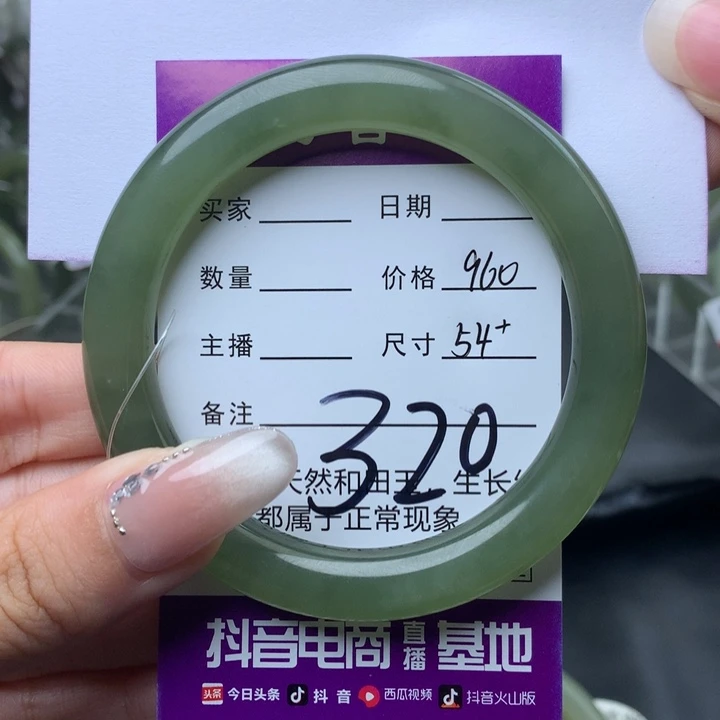 买家 日期
数量 价格 960
主播 尺寸 54+
备注
320
天然和田玉，生长
都属于正常现象
抖音电商直播基地
头条 今日头条 抖音 西瓜视频 抖音火山版